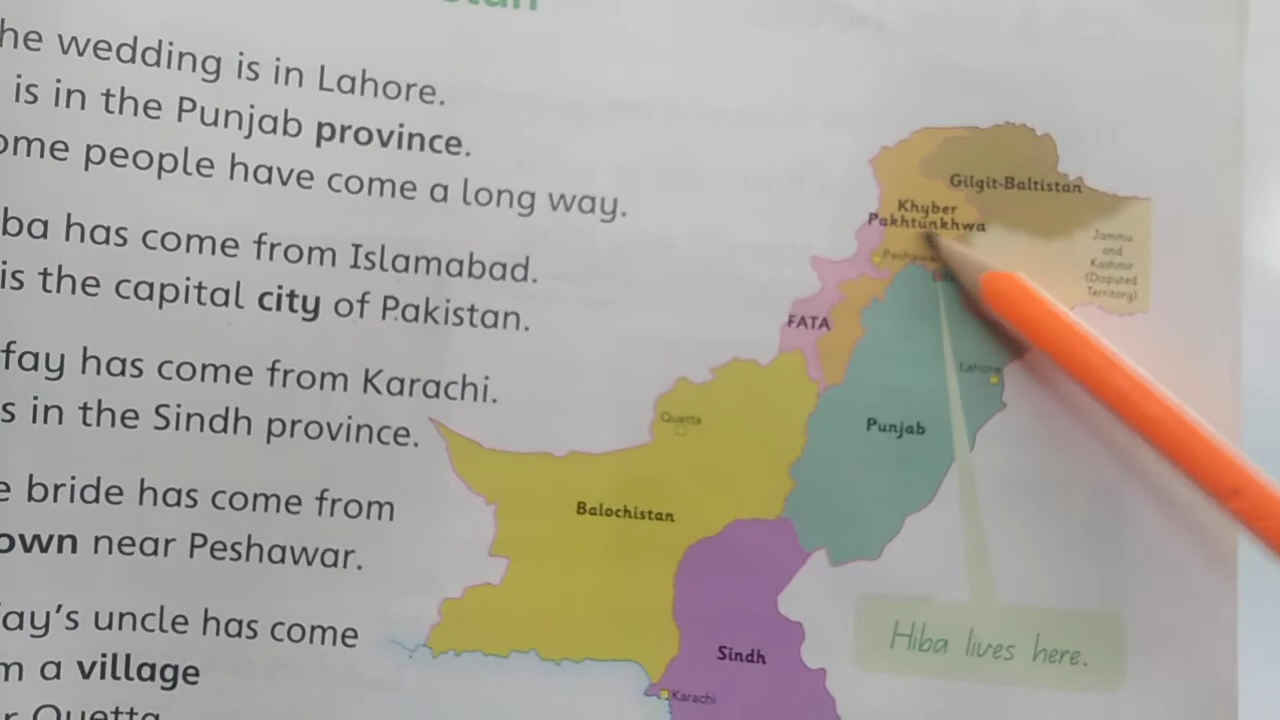 he wedding is in Lahore.
is in the Punjab province.
ome people have come a long way.
ba has come from Islamabad.
is the capital city of Pakistan.
fay has come from Karachi.
s in the Sindh province.
e bride has come from
own near Peshawar.
ay's uncle has come
m a village
Quetta
Gilgit-Baltistan
Khyber
Pakhtunkhwa
Jammu
and
Kashmir
(Disputed
Territory)
FATA
Lahore
Quetta
Punjab
Balochistan
Sindh
Hiba lives here.
Karachi